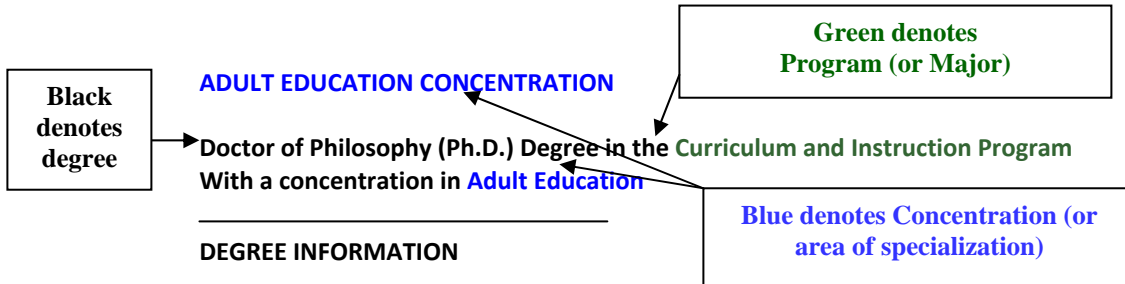 Green denotes
Program (or Major)
Black
denotes
degree
ADULT EDUCATION CONCENTRATION
Doctor of Philosophy (Ph.D.) Degree in the Curriculum and Instruction Program
With a concentration in Adult Education
DEGREE INFORMATION
Blue denotes Concentration (or
area of specialization)